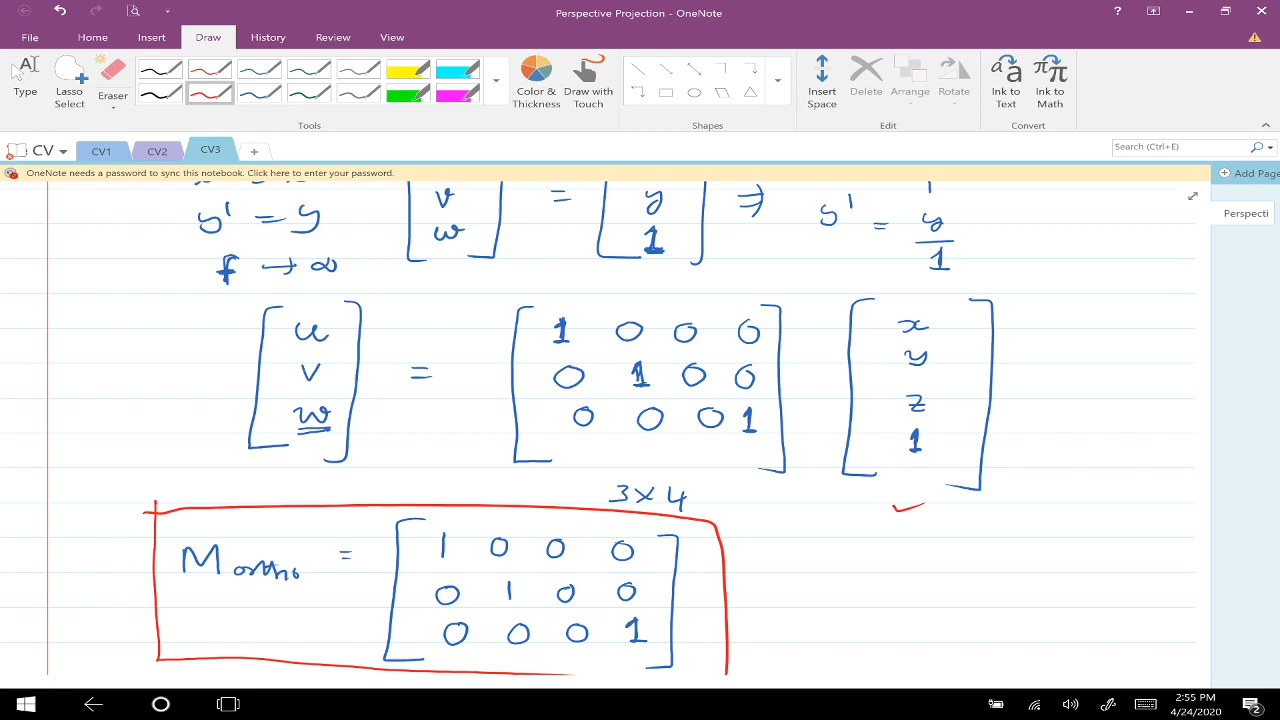 Perspective Projection - OneNote
File Home Insert Draw History Review View
Type Lasso Select Eraser Color & Thickness Draw with Touch Insert Space Delete Arrange Rotate Ink to Text Ink to Math
Tools Shapes Edit Convert
CV CV1 CV2 CV3 Search (Ctrl+E)
OneNote needs a password to sync this notebook. Click here to enter your password. Add Page
Perspecti
v = y ⇒ y' = y/1
y' = y
w 1
f → ∞
u 1 0 0 0 x
v = 0 1 0 0 y
w 0 0 0 1 z
1
3 x 4
M ortho = 1 0 0 0
0 1 0 0
0 0 0 1
2:55 PM
4/24/2020
2